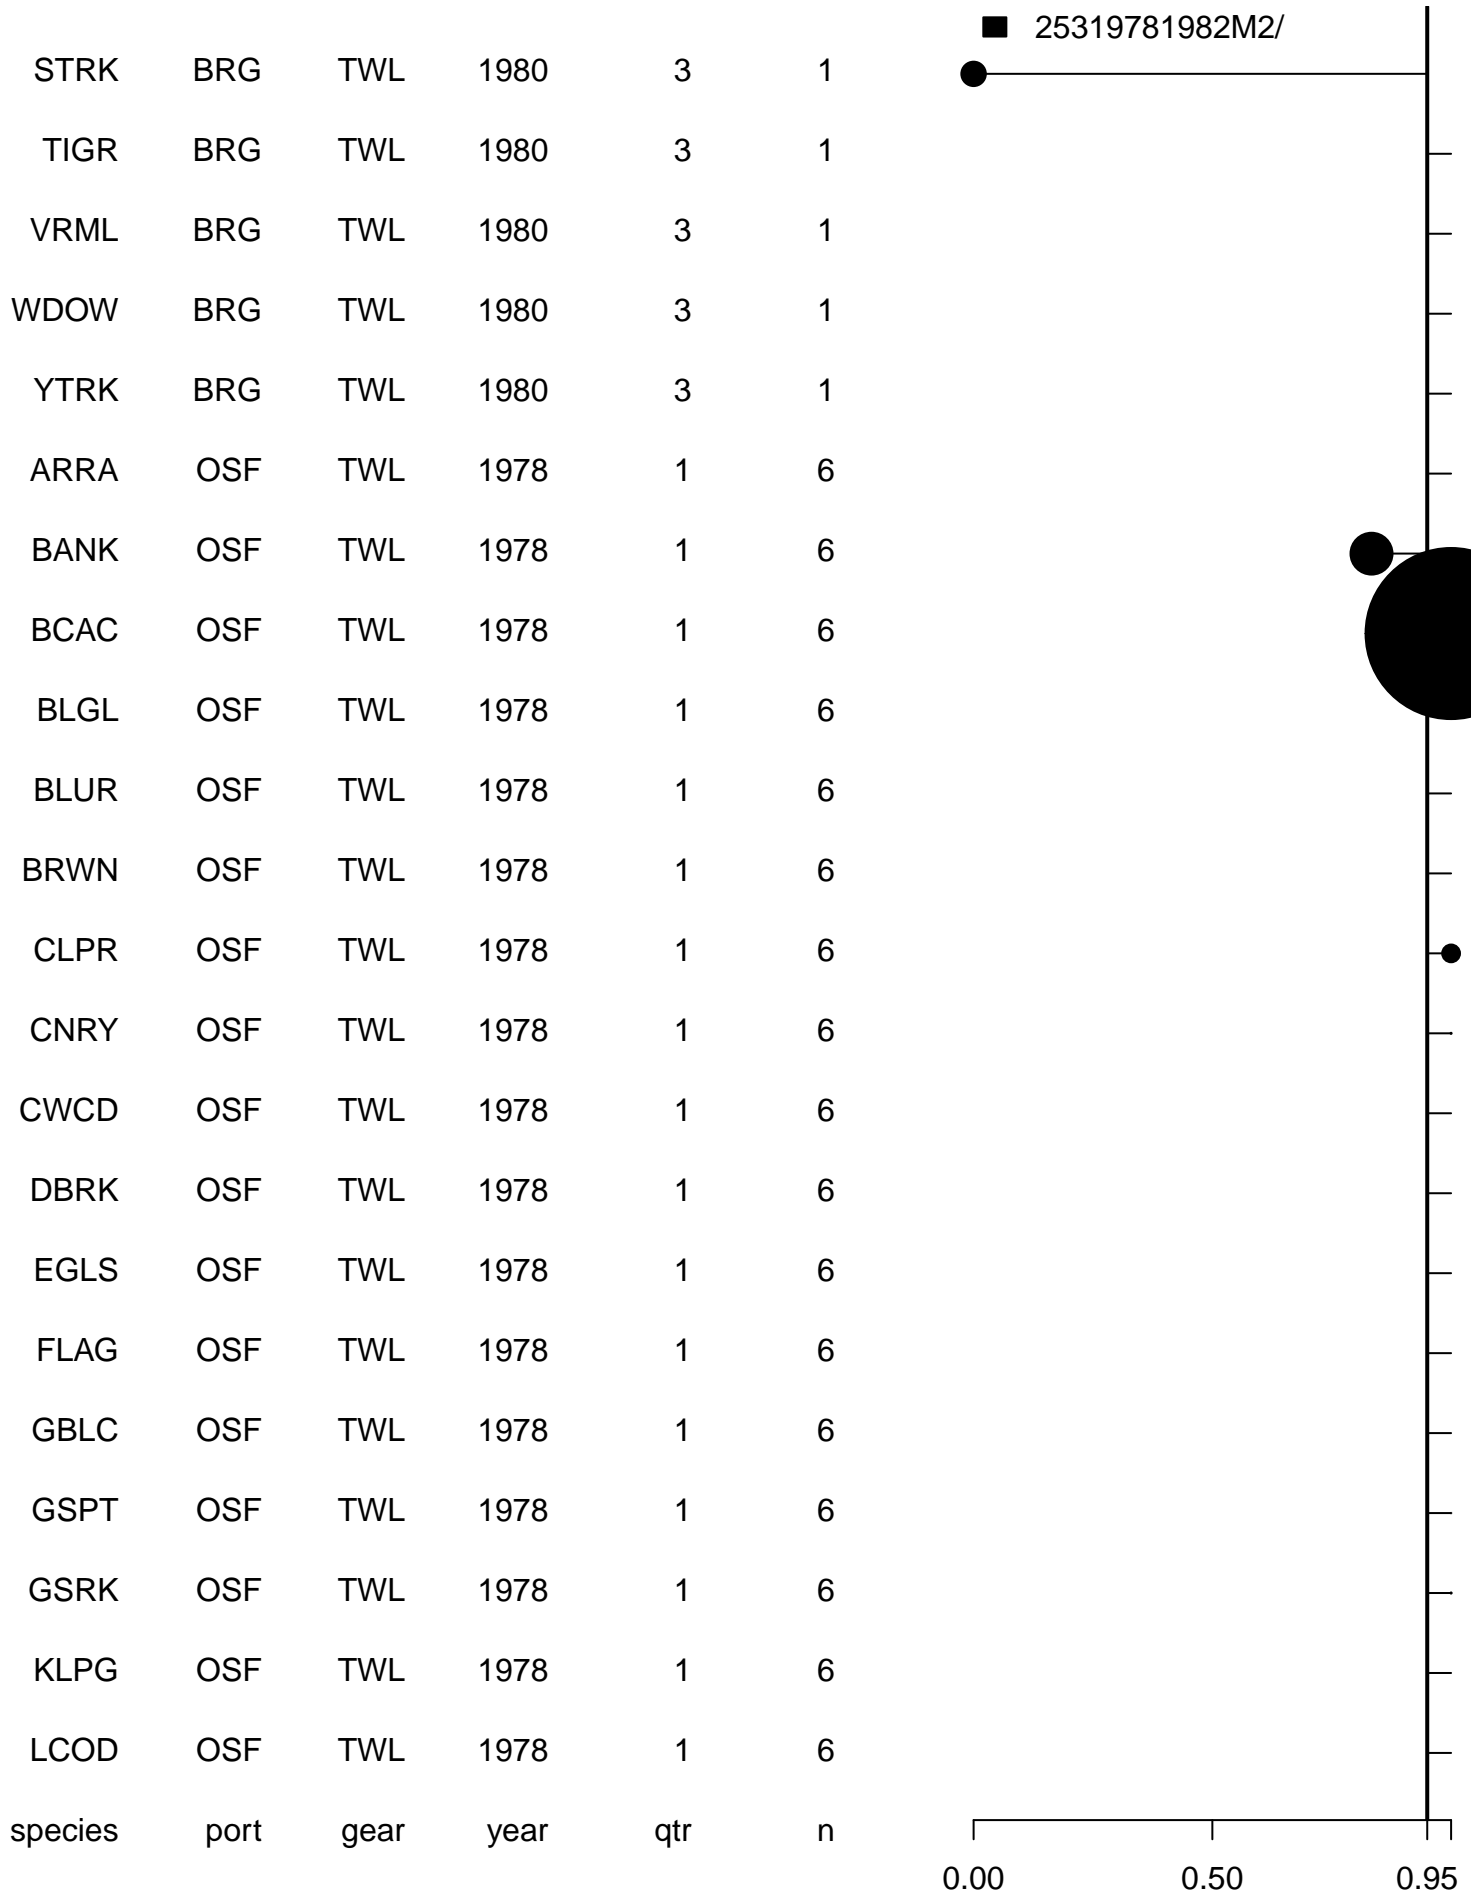 25319781982M2/
STRK BRG TWL 1980 3 1
TIGR BRG TWL 1980 3 1
VRML BRG TWL 1980 3 1
WDOW BRG TWL 1980 3 1
YTRK BRG TWL 1980 3 1
ARRA OSF TWL 1978 1 6
BANK OSF TWL 1978 1 6
BCAC OSF TWL 1978 1 6
BLGL OSF TWL 1978 1 6
BLUR OSF TWL 1978 1 6
BRWN OSF TWL 1978 1 6
CLPR OSF TWL 1978 1 6
CNRY OSF TWL 1978 1 6
CWCD OSF TWL 1978 1 6
DBRK OSF TWL 1978 1 6
EGLS OSF TWL 1978 1 6
FLAG OSF TWL 1978 1 6
GBLC OSF TWL 1978 1 6
GSPT OSF TWL 1978 1 6
GSRK OSF TWL 1978 1 6
KLPG OSF TWL 1978 1 6
LCOD OSF TWL 1978 1 6
species port gear year qtr n
0.00 0.50 0.95